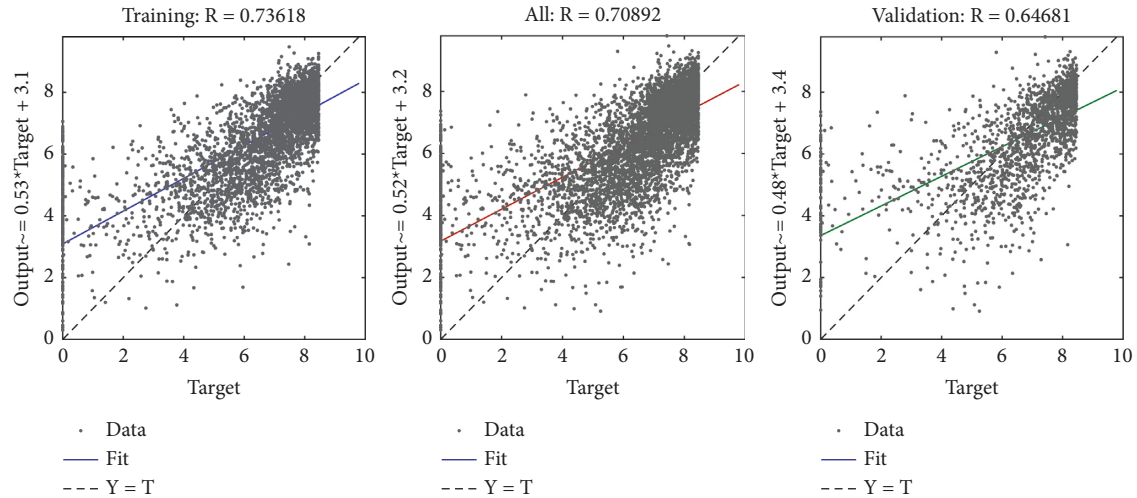 Training: R = 0.73618
Output~= 0.53*Target + 3.1
8
6
4
2
0
0 2 4 6 8 10
Target
Data
Fit
Y = T
All: R = 0.70892
Output~= 0.52*Target + 3.2
8
6
4
2
0
0 2 4 6 8 10
Target
Data
Fit
Y = T
Validation: R = 0.64681
Output~= 0.48*Target + 3.4
8
6
4
2
0
0 2 4 6 8 10
Target
Data
Fit
Y = T